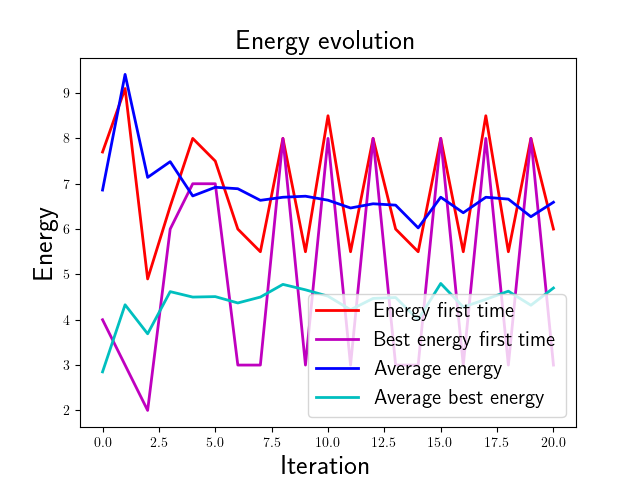 Energy evolution
Energy
9
8
7
6
5
4
3
2
0.0 2.5 5.0 7.5 10.0 12.5 15.0 17.5 20.0
Iteration
Energy first time
Best energy first time
Average energy
Average best energy